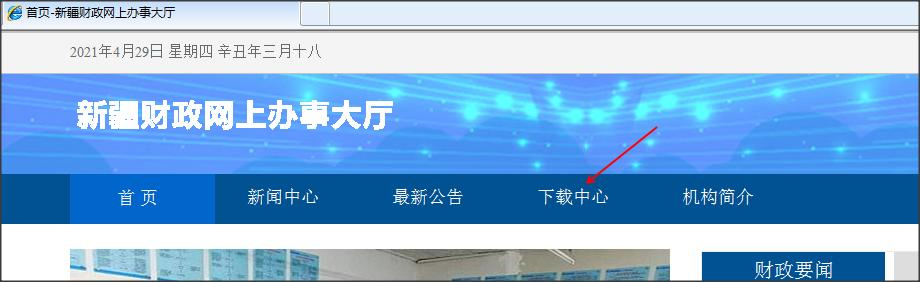 首页-新疆财政网上办事大厅
2021年4月29日 星期四 辛丑年三月十八
新疆财政网上办事大厅
首 页 新闻中心 最新公告 下载中心 机构简介
财政要闻